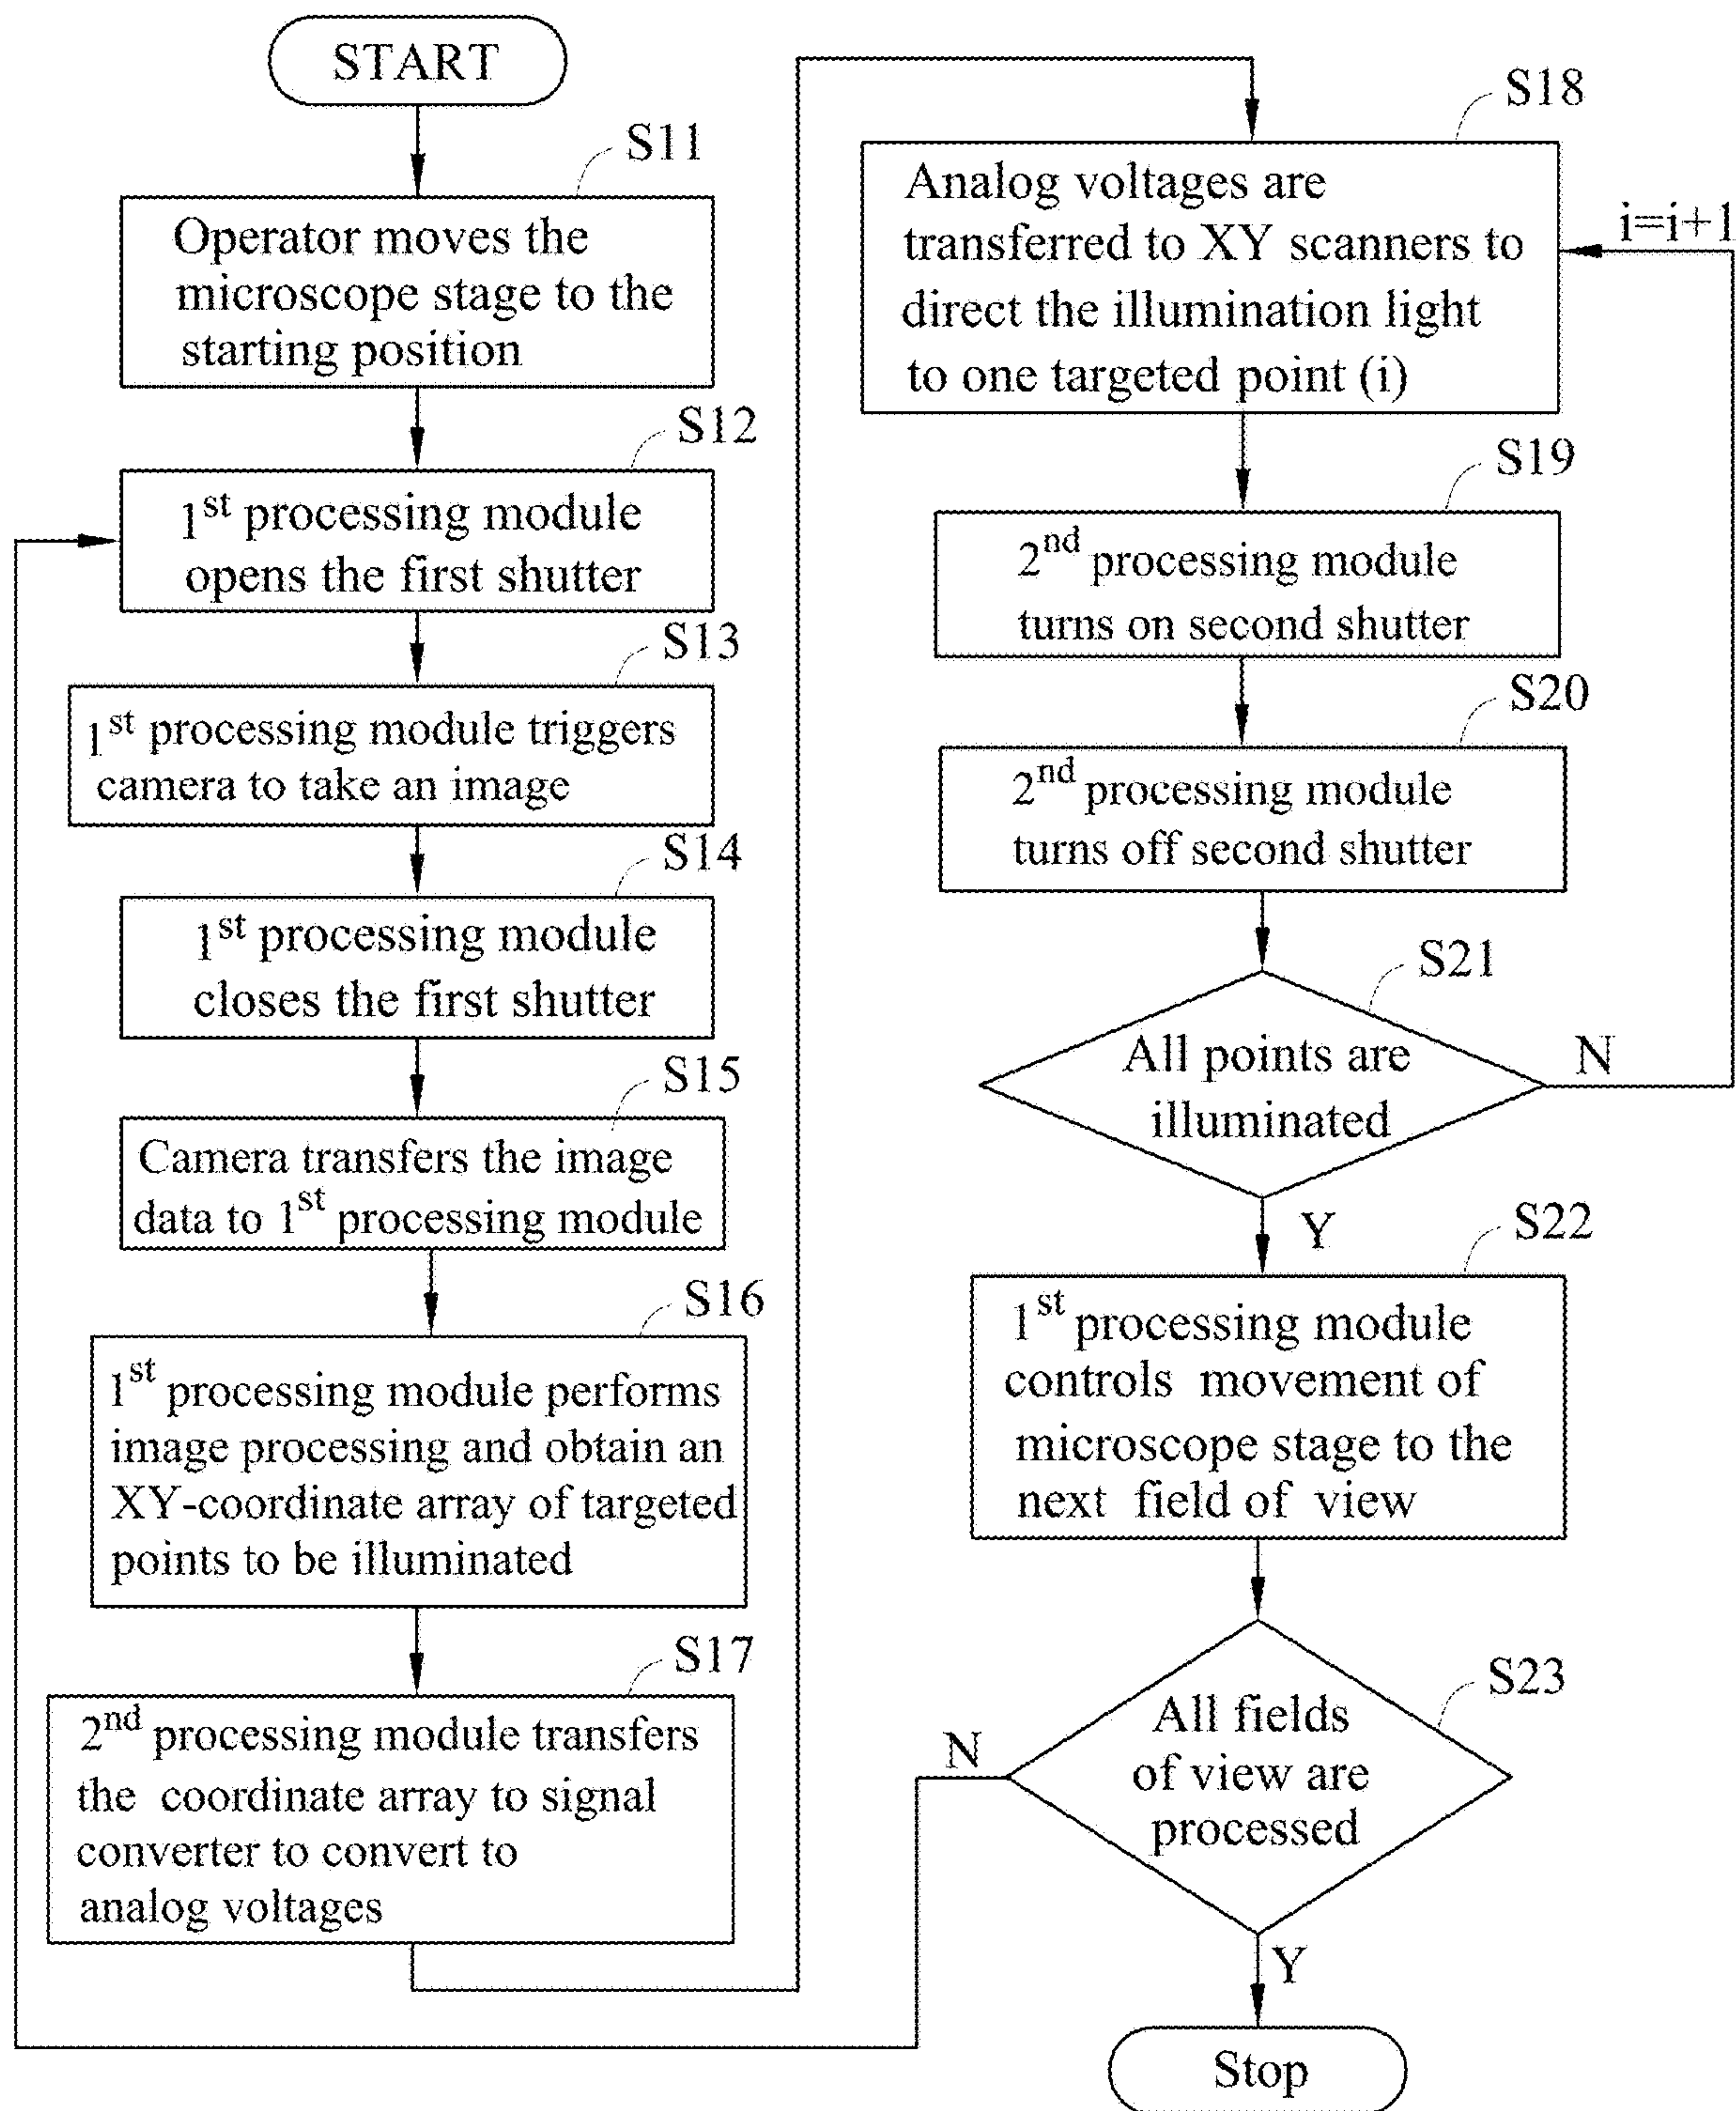 START
S11
Operator moves the
microscope stage to the
starting position
S12
1st processing module
opens the first shutter
S13
1st processing module triggers
camera to take an image
S14
1st processing module
closes the first shutter
S15
Camera transfers the image
data to 1st processing module
S16
1st processing module performs
image processing and obtain an
XY-coordinate array of targeted
points to be illuminated
S17
2nd processing module transfers
the coordinate array to signal
converter to convert to
analog voltages
S18
Analog voltages are
transferred to XY scanners to
direct the illumination light
to one targeted point (i)
i=i+1
S19
2nd processing module
turns on second shutter
S20
2nd processing module
turns off second shutter
S21
All points are
illuminated
N
Y
S22
1st processing module
controls movement of
microscope stage to the
next field of view
S23
All fields
of view are
processed
N
Y
Stop